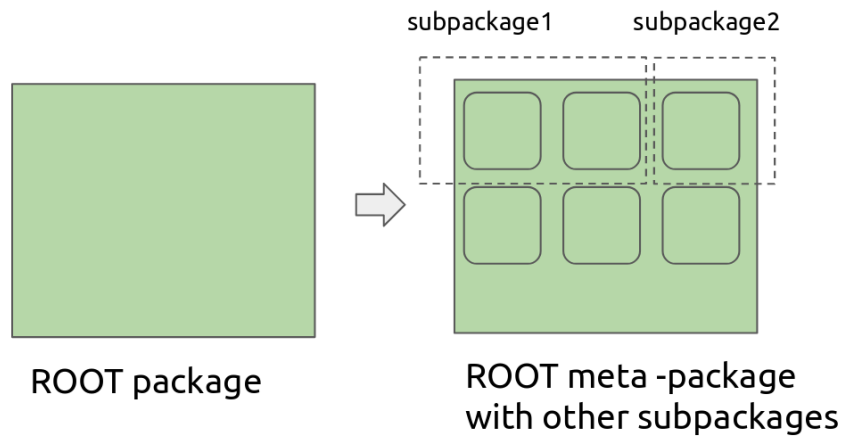 subpackage1
subpackage2
ROOT package
ROOT meta -package
with other subpackages